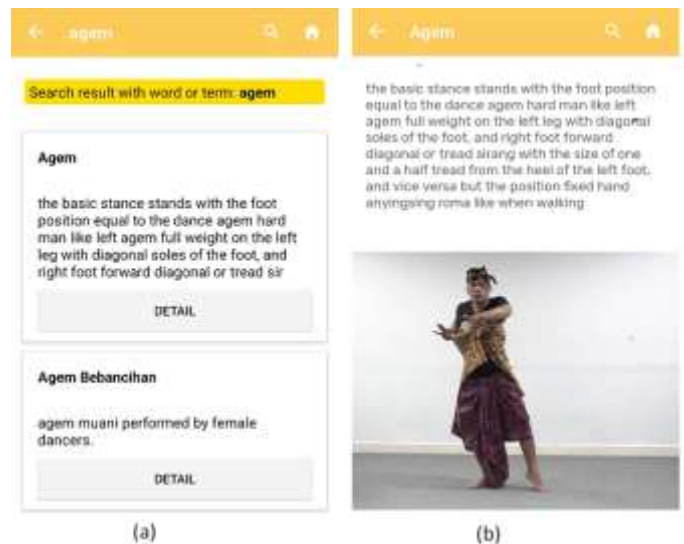 agem
Search result with word or term: agem
Agem
the basic stance stands with the foot
position equal to the dance agem hard
man like left agem full weight on the left
leg with diagonal soles of the foot, and
right foot forward diagonal or tread sir
DETAIL
Agem Bebancihan
agem muani performed by female
dancers.
DETAIL
(a)
Agem
the basic stance stands with the foot position
equal to the dance agem hard man like left
agem full weight on the left leg with diagonal
soles of the foot, and right foot forward
diagonal or tread sirang with the size of one
and a half tread from the heel of the left foot,
and vice versa but the position fixed hand
anyingsing roma like when walking
(b)